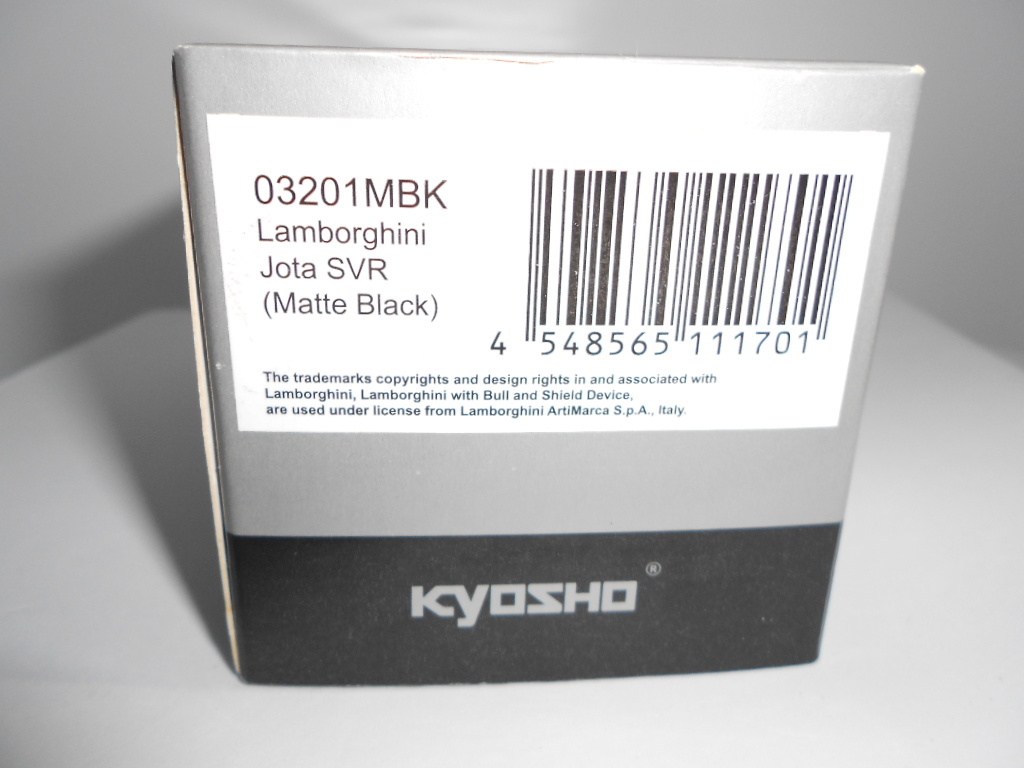 03201MBK
Lamborghini
Jota SVR
(Matte Black)
4 548565 111701
The trademarks copyrights and design rights in and associated with
Lamborghini, Lamborghini with Bull and Shield Device,
are used under license from Lamborghini ArtiMarca S.p.A., Italy.
KYOSHO®